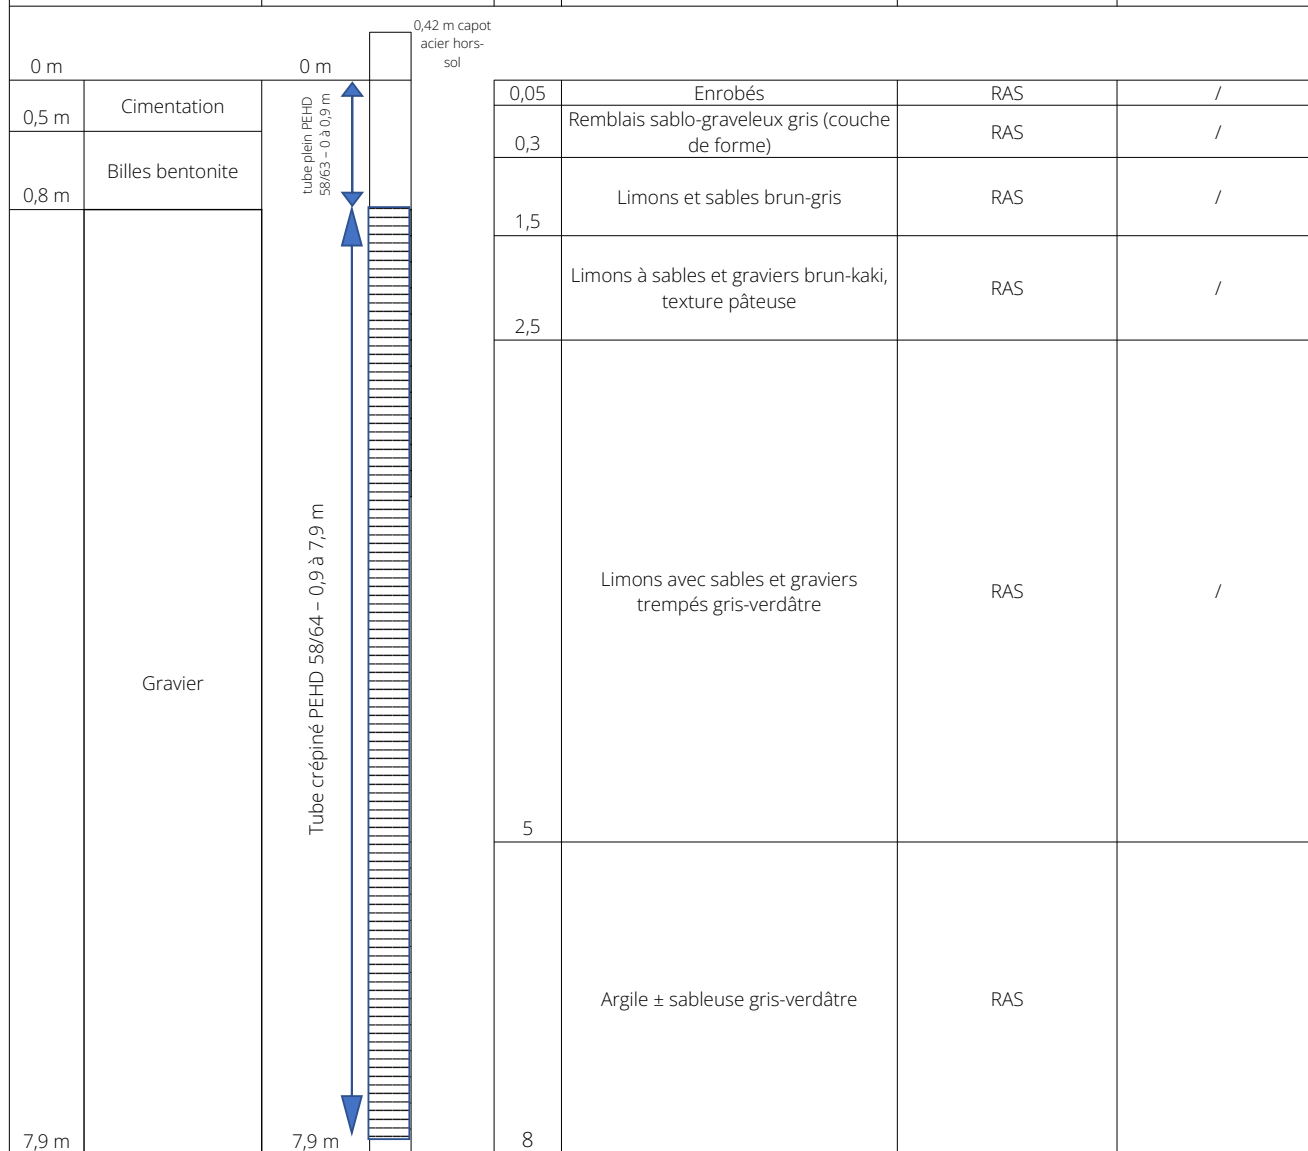 0,42 m capot
acier hors-
sol
0 m
0 m
Cimentation
0,5 m
Billes bentonite
0,8 m
tube plein PEHD
58/63 – 0 à 0,9 m
0,05
Enrobés
RAS
/
Remblais sablo-graveleux gris (couche
de forme)
0,3
RAS
/
Limons et sables brun-gris
1,5
RAS
/
Limons à sables et graviers brun-kaki,
texture pâteuse
2,5
RAS
/
Limons avec sables et graviers
trempés gris-verdâtre
RAS
/
5
Gravier
Tube crépiné PEHD 58/64 – 0,9 à 7,9 m
Argile ± sableuse gris-verdâtre
RAS
7,9 m
7,9 m
8